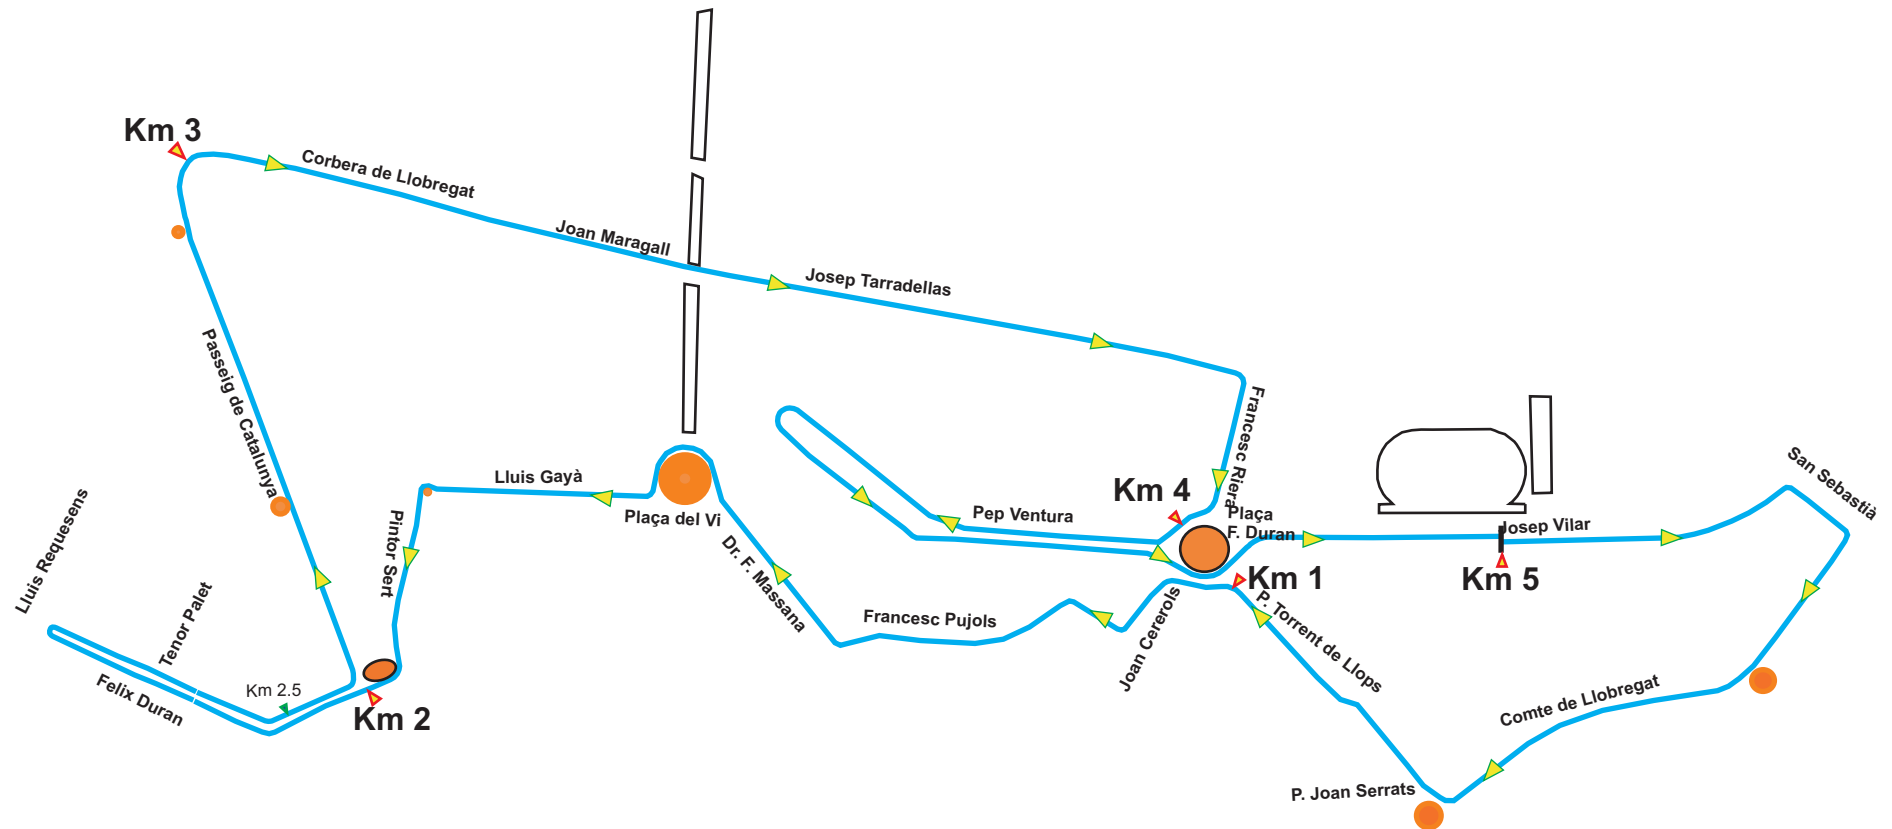 Km 3
Corbera de Llobregat
Joan Maragall
Josep Tarradellas
Passeig de Catalunya
Francesc Riera
Lluis Gayà
Plaça del Vi
Pep Ventura
Km 4
Plaça
F. Duran
Josep Vilar
San Sebastià
Km 5
Km 1
P. Torrent de Llops
Joan Cererols
Francesc Pujols
Dr. F. Massana
Pintor Sert
Lluis Requesens
Tenor Palet
Felix Duran
Km 2.5
Km 2
Comte de Llobregat
P. Joan Serrats